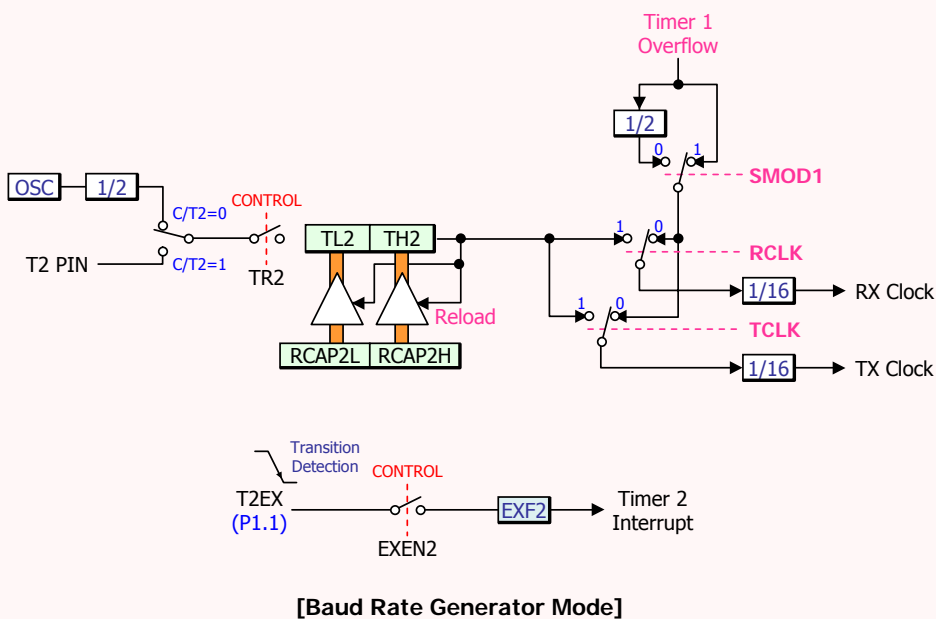 Timer 1
Overflow
1/2
0
1
SMOD1
OSC
1/2
C/T2=0
CONTROL
T2 PIN
C/T2=1
TR2
TL2
TH2
1
0
RCLK
1/16
RX Clock
Reload
1
0
TCLK
RCAP2L
RCAP2H
1/16
TX Clock
Transition
Detection
CONTROL
T2EX
(P1.1)
EXF2
Timer 2
Interrupt
EXEN2
[Baud Rate Generator Mode]